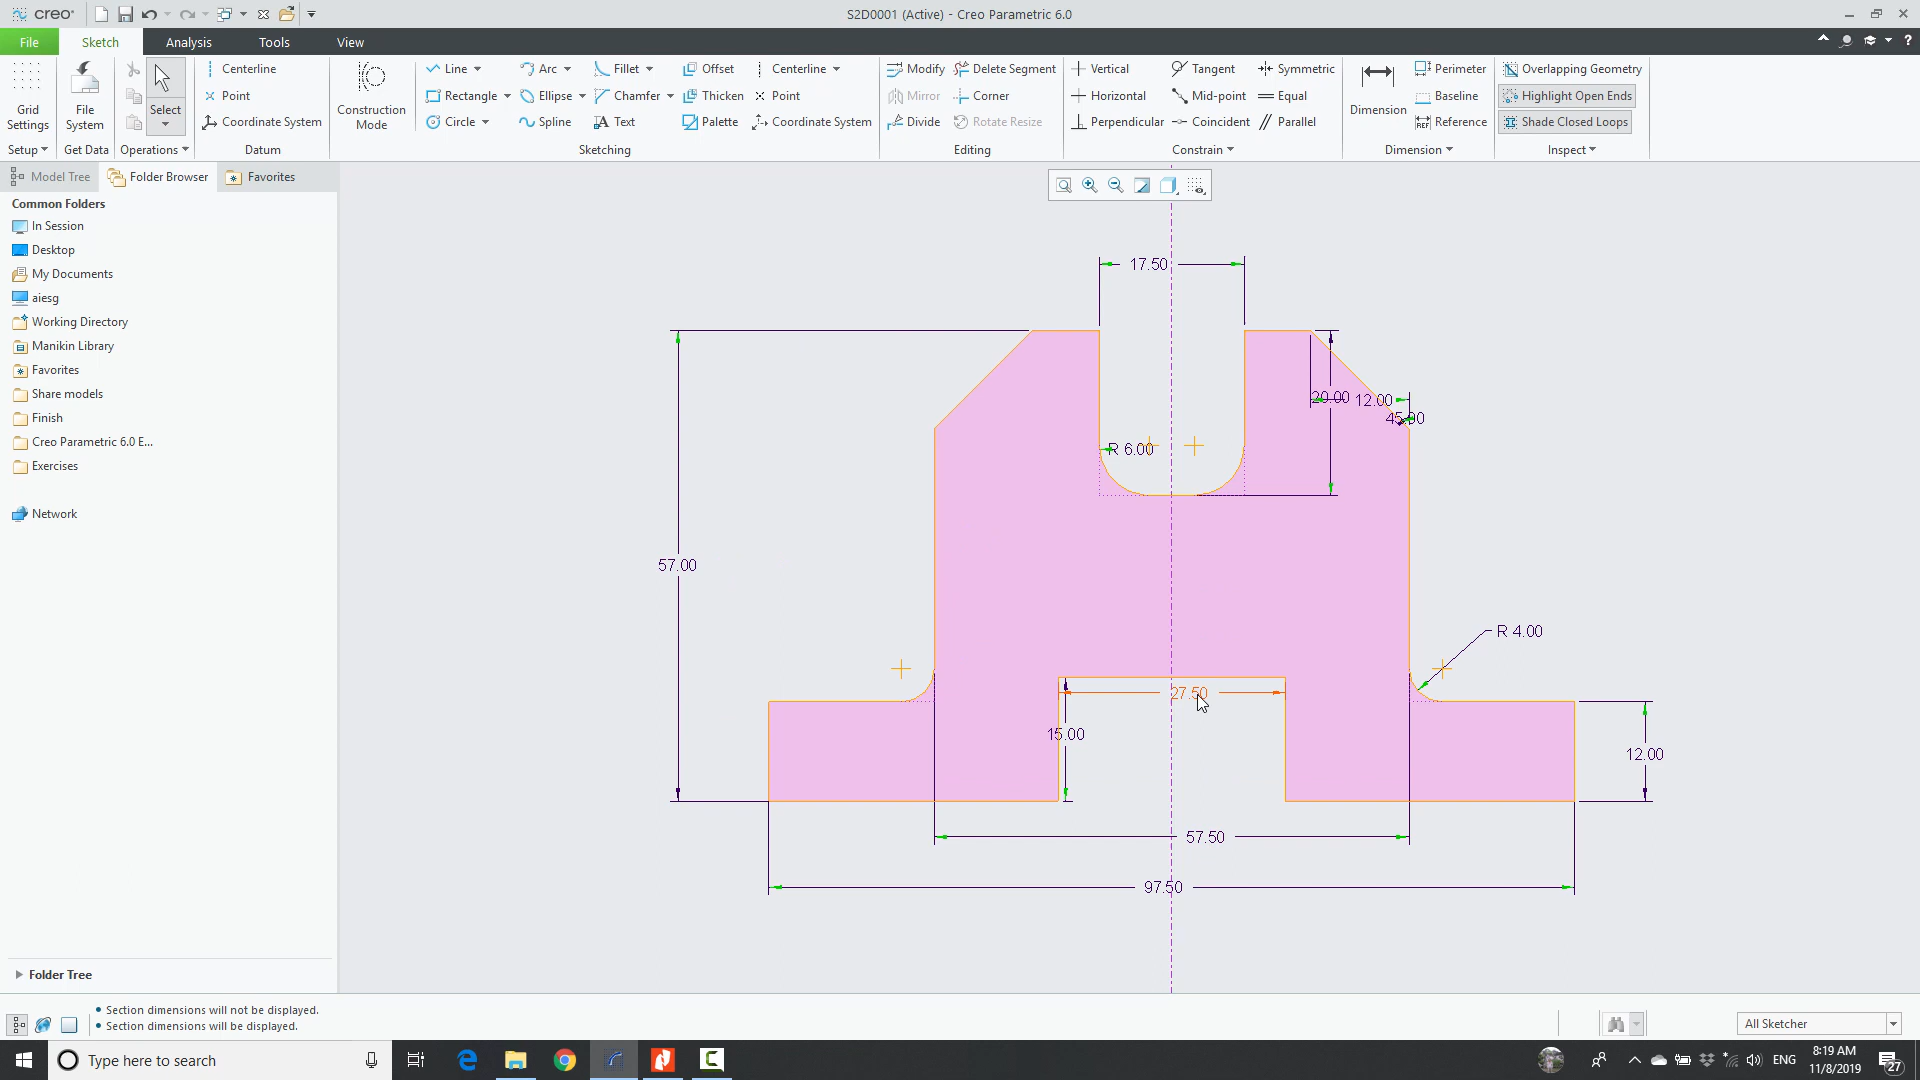 creo
S2D0001 (Active) - Creo Parametric 6.0
File Sketch Analysis Tools View
Grid Settings
Setup
File System
Get Data
Select
Operations
Centerline
Point
Coordinate System
Datum
Construction Mode
Line Arc Fillet Offset Centerline
Rectangle Ellipse Chamfer Thicken Point
Circle Spline Text Palette Coordinate System
Sketching
Modify Delete Segment
Mirror Corner
Divide Rotate Resize
Editing
Vertical Tangent Symmetric
Horizontal Mid-point Equal
Perpendicular Coincident Parallel
Constrain
Dimension
Perimeter
Baseline
REF Reference
Dimension
Overlapping Geometry
Highlight Open Ends
Shade Closed Loops
Inspect
Model Tree Folder Browser Favorites
Common Folders
In Session
Desktop
My Documents
aiesg
Working Directory
Manikin Library
Favorites
Share models
Finish
Creo Parametric 6.0 E...
Exercises
Network
Folder Tree
17.50
20.00
12.00
45.00
R 6.00
57.00
R 4.00
27.50
15.00
12.00
57.50
97.50
Section dimensions will not be displayed.
Section dimensions will be displayed.
All Sketcher
Type here to search
ENG
8:19 AM
11/8/2019
27